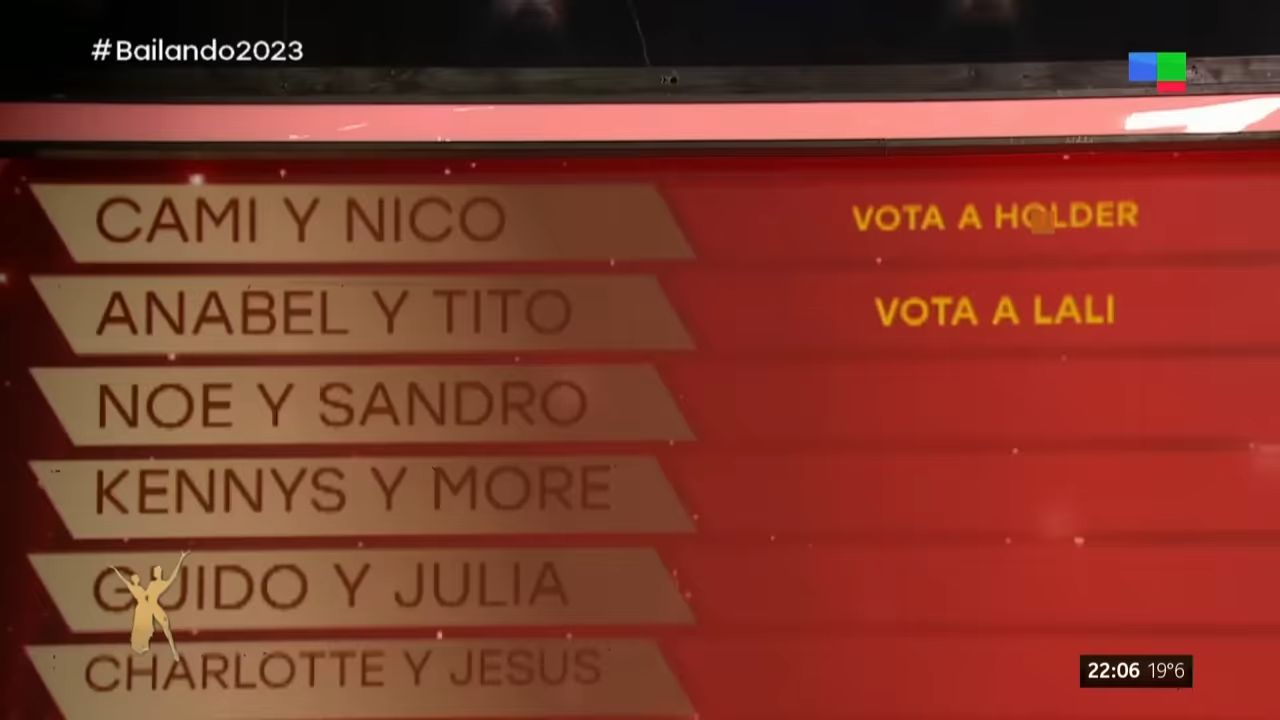 #Bailando2023
CAMI Y NICO VOTA A HOLDER
ANABEL Y TITO VOTA A LALI
NOE Y SANDRO
KENNYS Y MORE
GUIDO Y JULIA
CHARLOTTE Y JESUS
22:06 19°6